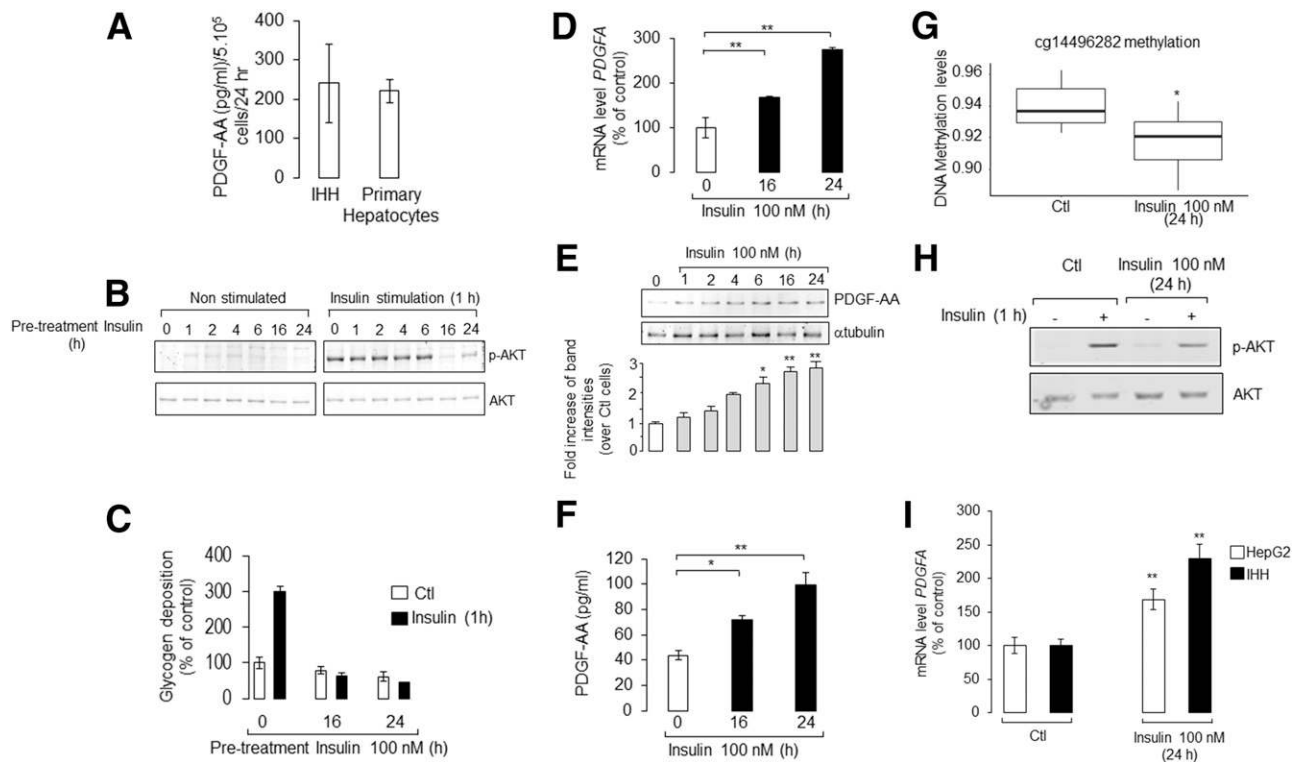 A
PDGF-AA (pg/ml)/5.10⁵
cells/24 hr
400
300
200
100
0
IHH
Primary
Hepatocytes
B
Non stimulated
Insulin stimulation (1 h)
Pre-treatment Insulin
(h)
0 1 2 4 6 16 24
0 1 2 4 6 16 24
p-AKT
AKT
C
Glycogen deposition
(% of control)
400
300
200
100
0
Ctl
Insulin (1h)
0 16 24
Pre-treatment Insulin 100 nM (h)
D
mRNA level PDGFA
(% of control)
300
200
100
0
**
**
0 16 24
Insulin 100 nM (h)
E
Insulin 100 nM (h)
0 1 2 4 6 16 24
PDGF-AA
αtubulin
Fold increase of band
intensities
(over Ctl cells)
3
2
1
0
* ** **
F
PDGF-AA (pg/ml)
120
100
80
60
40
20
0
**
*
0 16 24
Insulin 100 nM (h)
G
cg14496282 methylation
DNA Methylation levels
0.96
0.94
0.92
0.90
*
Ctl
Insulin 100 nM
(24 h)
H
Ctl
Insulin 100 nM
(24 h)
Insulin (1 h) - + - +
p-AKT
AKT
I
mRNA level PDGFA
(% of control)
300
250
200
150
100
50
0
**
**
HepG2
IHH
Ctl
Insulin 100 nM
(24 h)